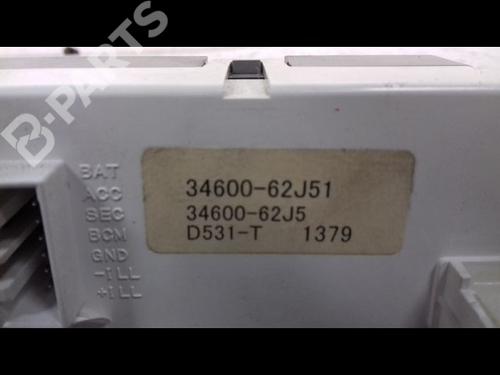 B-PARTS
34600-62J51
34600-62J5
D531-T 1379
BAT
ACC
SEC
BCM
GND
-ILL
+ILL